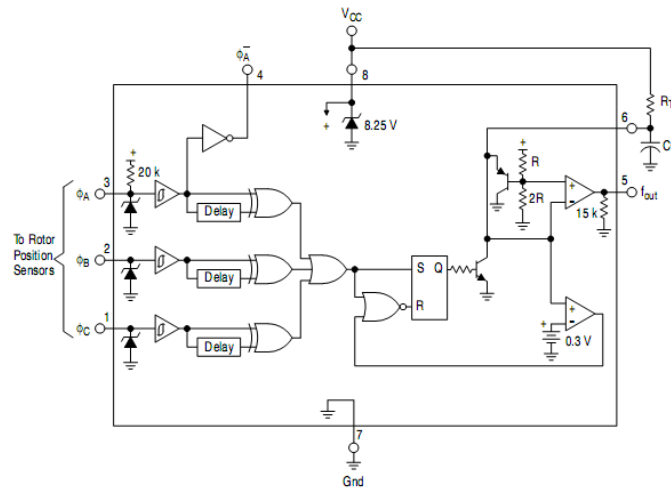 V_CC
φ_A‾
4
8
8.25 V
+
R_T
6
C
3
+
20 k
φ_A
Delay
+
R
2R
+
−
5
f_out
15 k
To Rotor
Position
Sensors
2
φ_B
Delay
S Q
R
1
φ_C
Delay
+
−
+
0.3 V
7
Gnd